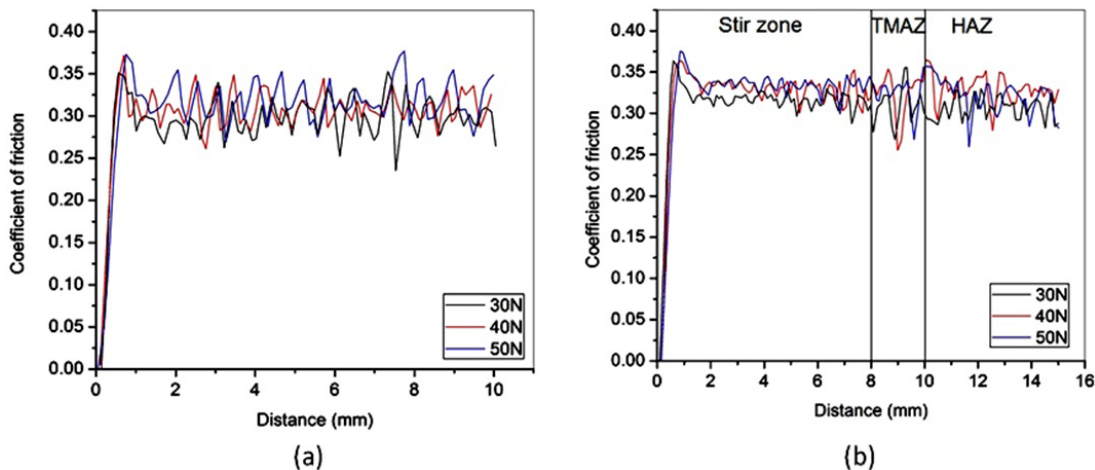 0.40
0.35
0.30
0.25
0.20
0.15
0.10
0.05
0.00
Coefficient of friction
0 2 4 6 8 10
Distance (mm)
30N
40N
50N
(a)
Stir zone TMAZ HAZ
0.40
0.35
0.30
0.25
0.20
0.15
0.10
0.05
0.00
Coefficient of friction
0 2 4 6 8 10 12 14 16
Distance (mm)
30N
40N
50N
(b)